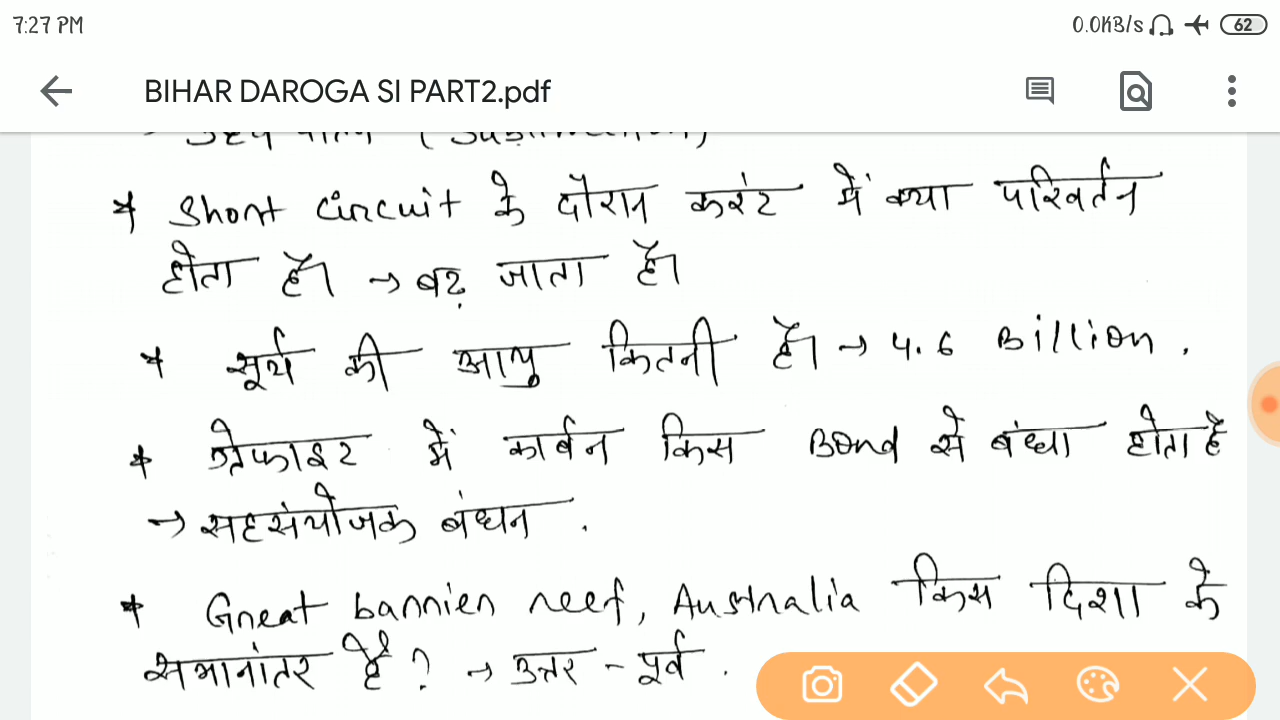 7:27 PM 0.0KB/s 62
BIHAR DAROGA SI PART2.pdf
(Sublimation)
* Short circuit के दौरान करंट में क्या परिवर्तन
होता है। → बढ़ जाता है।
* सूर्य की आयु कितनी है। → 4.6 Billion.
* ग्रेफाइट में कार्बन किस Bond से बंधा होता है
→ सहसंयोजक बंधन.
* Great barrier reef, Australia किस दिशा के
समानांतर है? → उत्तर - पूर्व.